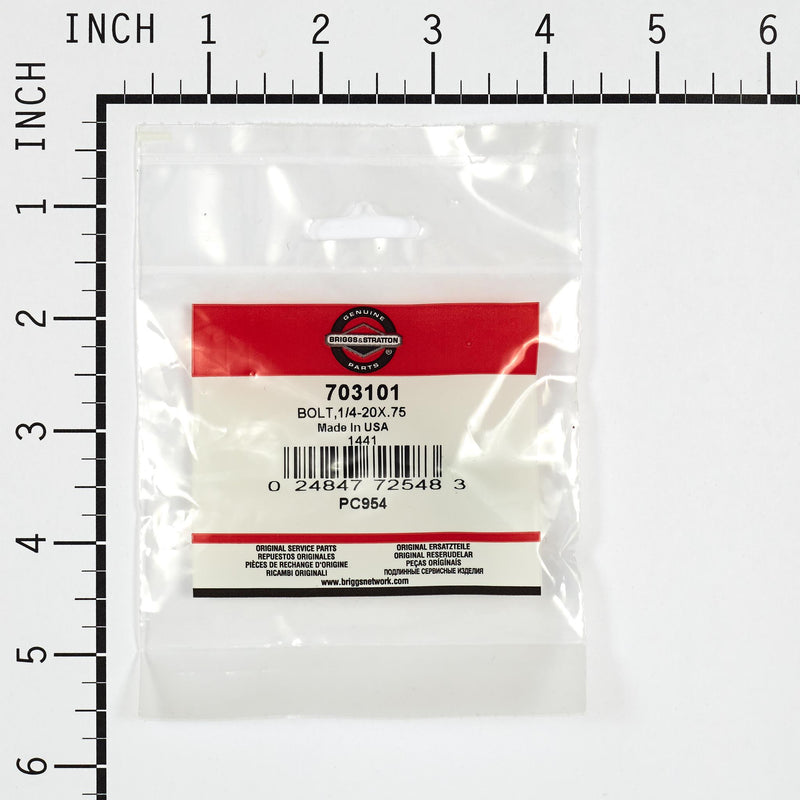 INCH 1 2 3 4 5 6
INCH
1
2
3
4
5
6
GENUINE
BRIGGS&STRATTON
®
PARTS
703101
BOLT,1/4-20X.75
Made In USA
1441
0 24847 72548 3
PC954
ORIGINAL SERVICE PARTS
REPUESTOS ORIGINALES
PIÈCES DE RECHANGE D'ORIGINE
RICAMBI ORIGINALI
ORIGINAL ERSATZTEILE
ORIGINAL RESERUDELAR
PEÇAS ORIGINAIS
ПОДЛИННЫЕ СЕРВИСНЫЕ ИЗДЕЛИЯ
www.briggsnetwork.com